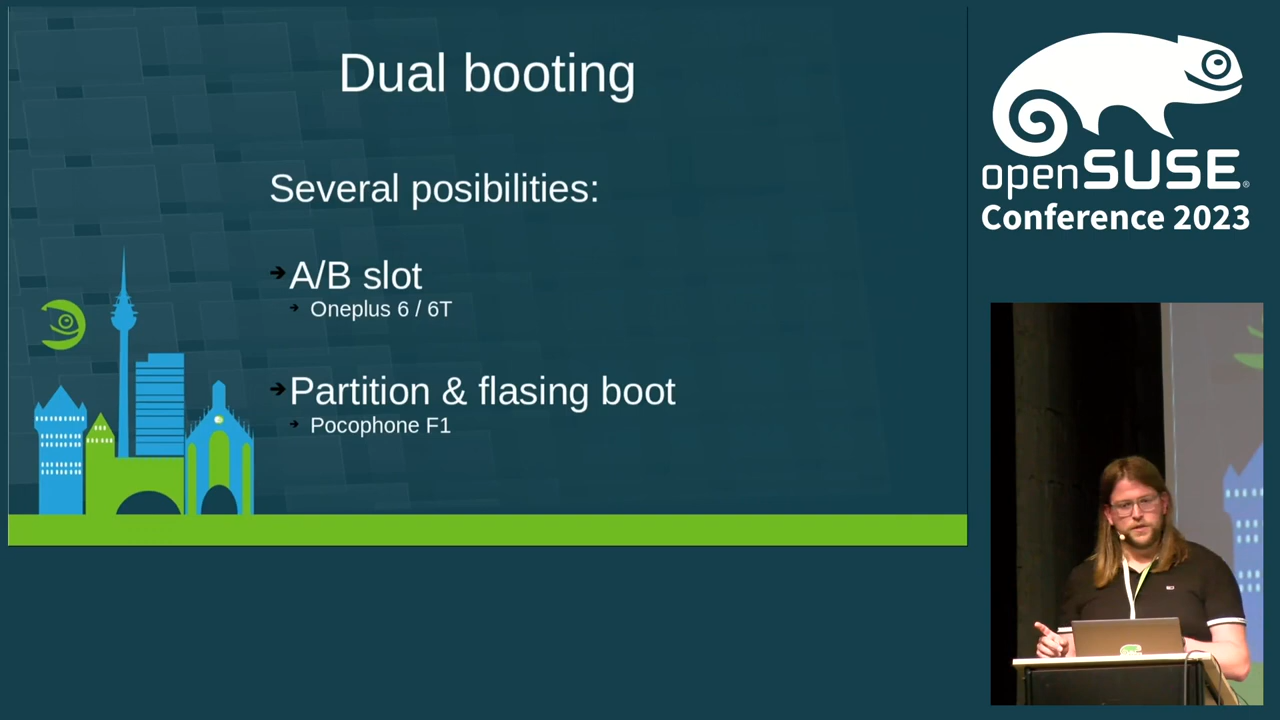 Dual booting
Several posibilities:
A/B slot
Oneplus 6 / 6T
Partition & flasing boot
Pocophone F1
openSUSE
Conference 2023